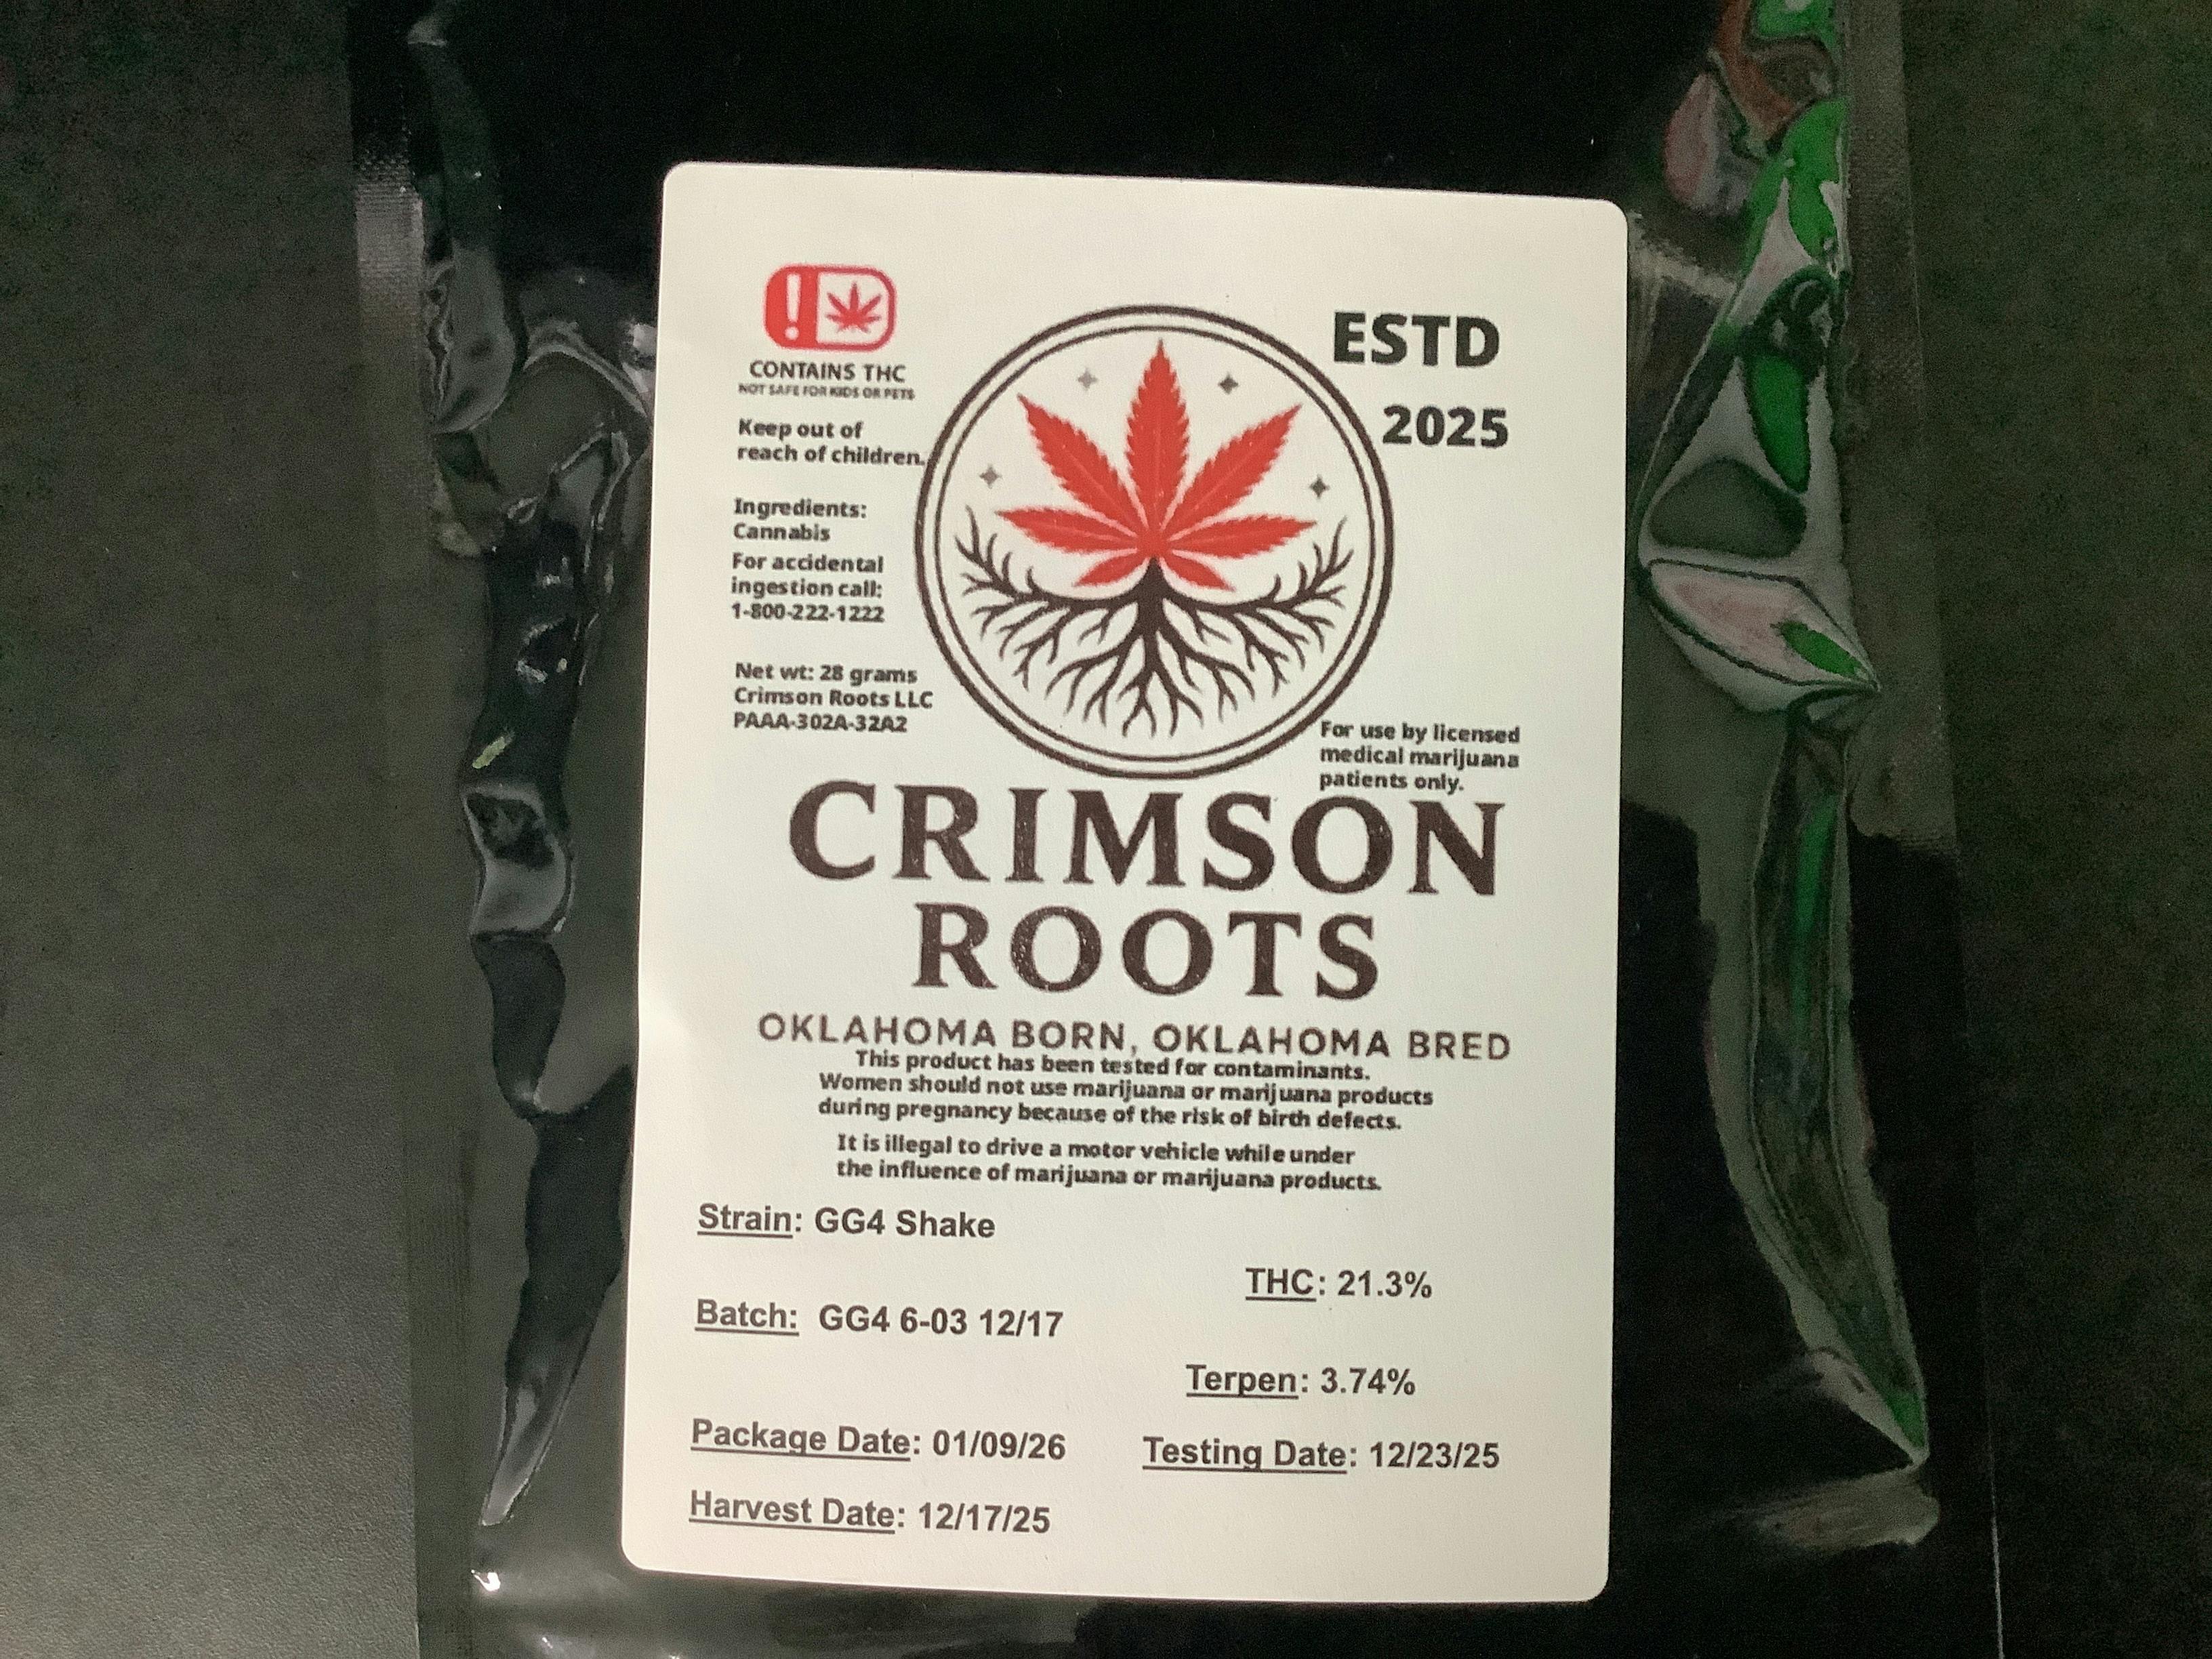 CONTAINS THC
NOT SAFE FOR KIDS OR PETS
Keep out of
reach of children.
Ingredients:
Cannabis
For accidental
ingestion call:
1-800-222-1222
Net wt: 28 grams
Crimson Roots LLC
PAAA-302A-32A2
ESTD
2025
For use by licensed
medical marijuana
patients only.
CRIMSON
ROOTS
OKLAHOMA BORN, OKLAHOMA BRED
This product has been tested for contaminants.
Women should not use marijuana or marijuana products
during pregnancy because of the risk of birth defects.
It is illegal to drive a motor vehicle while under
the influence of marijuana or marijuana products.
Strain: GG4 Shake
THC: 21.3%
Batch: GG4 6-03 12/17
Terpen: 3.74%
Package Date: 01/09/26
Testing Date: 12/23/25
Harvest Date: 12/17/25